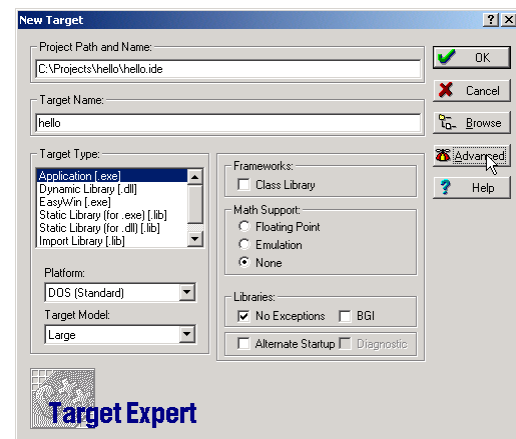 New Target
Project Path and Name:
C:\Projects\hello\hello.ide
Target Name:
hello
Target Type:
Application [.exe]
Dynamic Library [.dll]
EasyWin [.exe]
Static Library (for .exe) [.lib]
Static Library (for .dll) [.lib]
Import Library [.lib]
Platform:
DOS (Standard)
Target Model:
Large
Frameworks:
Class Library
Math Support:
Floating Point
Emulation
None
Libraries:
No Exceptions BGI
Alternate Startup Diagnostic
OK
Cancel
Browse
Advanced
? Help
Target Expert